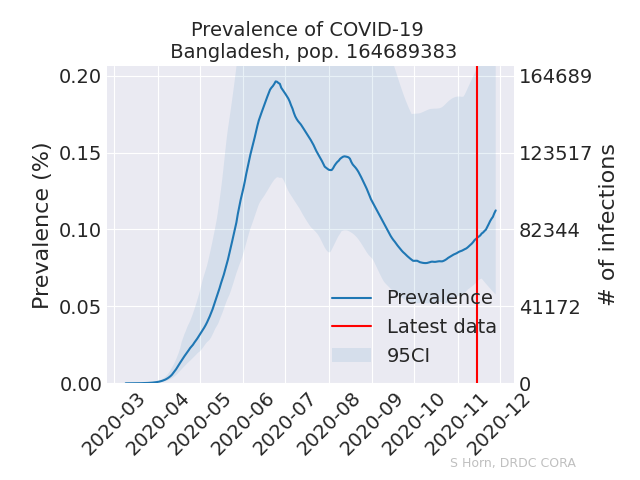 Prevalence of COVID-19
Bangladesh, pop. 164689383
Prevalence (%)
0.20
0.15
0.10
0.05
0.00
164689
123517
82344
41172
0
# of infections
Prevalence
Latest data
95CI
2020-03
2020-04
2020-05
2020-06
2020-07
2020-08
2020-09
2020-10
2020-11
2020-12
S Horn, DRDC CORA